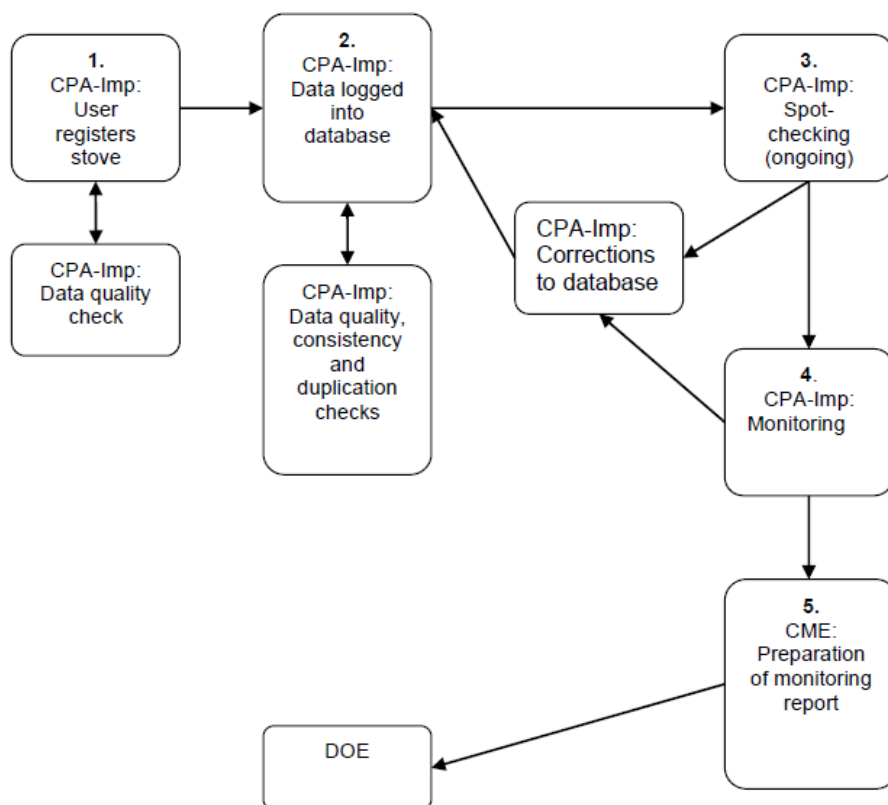 1.
CPA-Imp:
User
registers
stove
2.
CPA-Imp:
Data logged
into
database
3.
CPA-Imp:
Spot-
checking
(ongoing)
CPA-Imp:
Corrections
to database
CPA-Imp:
Data quality
check
CPA-Imp:
Data quality,
consistency
and
duplication
checks
4.
CPA-Imp:
Monitoring
5.
CME:
Preparation
of monitoring
report
DOE